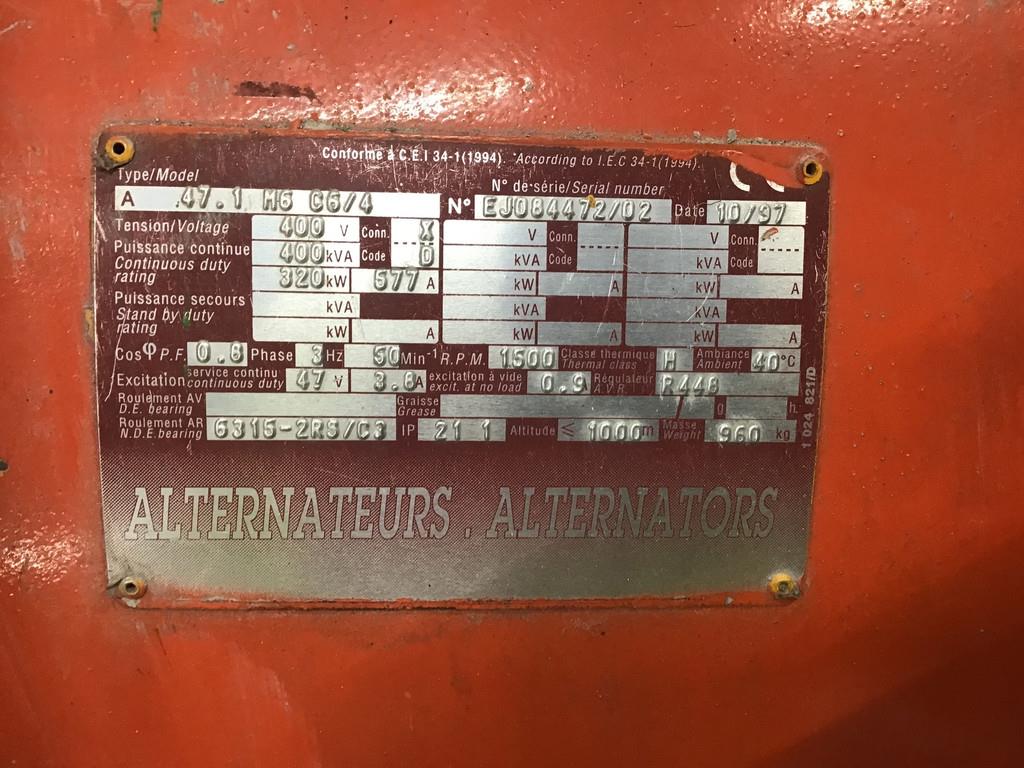 Conforme à C.E.I 34-1(1994). According to I.E.C 34-1(1994).
Type/Model
N° de série/Serial number
A 47.1 M6 C6/4 N° EJ084472/02 Date 10/97
Tension/Voltage 400 V Conn. X V Conn. V Conn.
Puissance continue 400 kVA Code D kVA Code kVA Code
Continuous duty
rating 320 kW 577 A kW A kW A
Puissance secours kVA kVA kVA
Stand by duty
rating kW A kW A kW A
Cos φ P.F. 0.8 Phase 3 Hz 50 Min-1 R.P.M. 1500 Classe thermique H Ambiance 40°C
Thermal class Ambient
Excitation service continu 47 V 3.8 A excitation à vide 0.9 Régulateur R448
continuous duty excit. at no load A.V.R.
Roulement AV Graisse g h.
D.E. bearing Grease
Roulement AR 6315-2RS/C3 IP 21 1 Altitude ≤ 1000 m Masse 960 kg
N.D.E. bearing Weight
1 024 821/D
ALTERNATEURS . ALTERNATORS